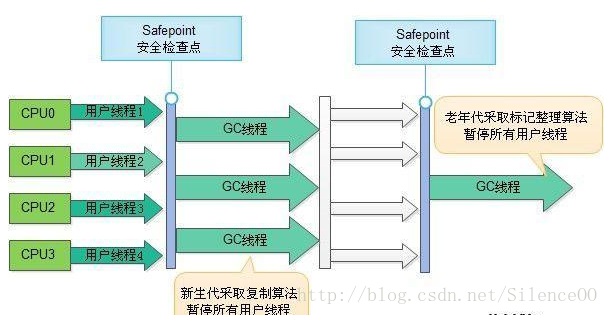 Safepoint
安全检查点
Safepoint
安全检查点
CPU0
用户线程1
CPU1
用户线程2
CPU2
用户线程3
CPU3
用户线程4
GC线程
GC线程
GC线程
老年代采取标记整理算法
暂停所有用户线程
GC线程
新生代采取复制算法
暂停所有用户线程
http://blog.csdn.net/Silence00